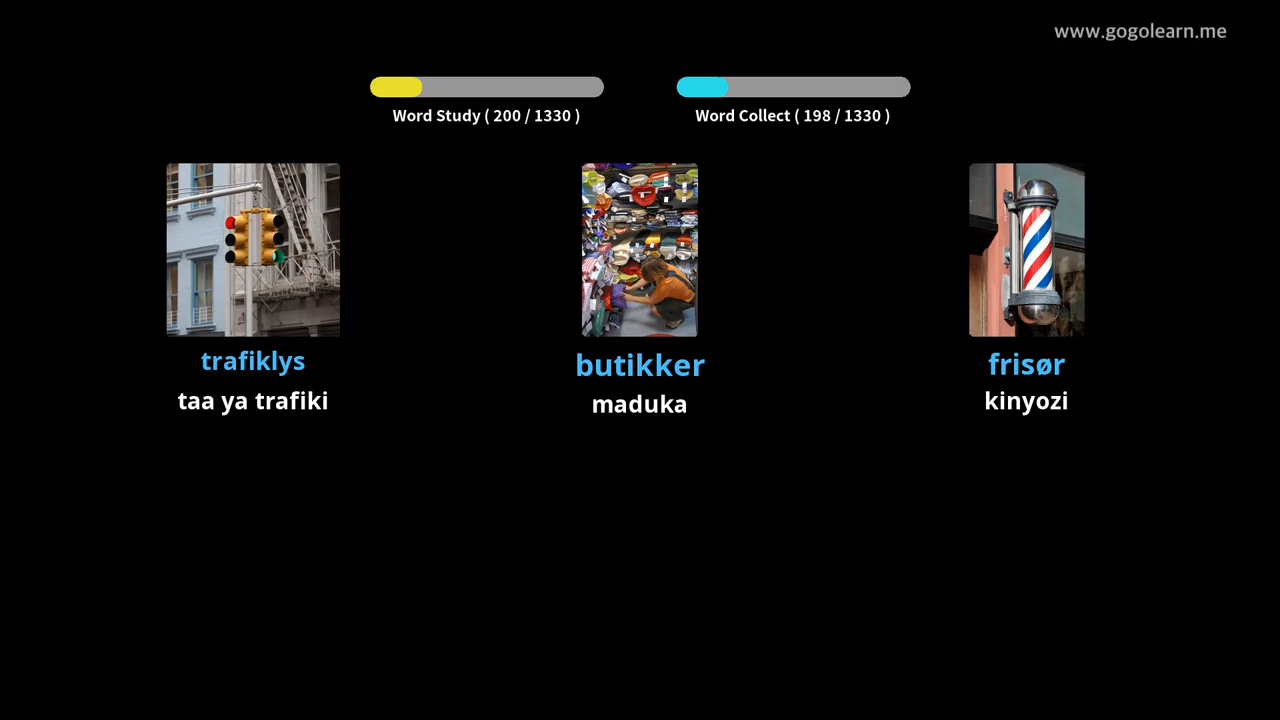 www.gogolearn.me
Word Study ( 200 / 1330 )
Word Collect ( 198 / 1330 )
trafiklys
taa ya trafiki
butikker
maduka
frisør
kinyozi